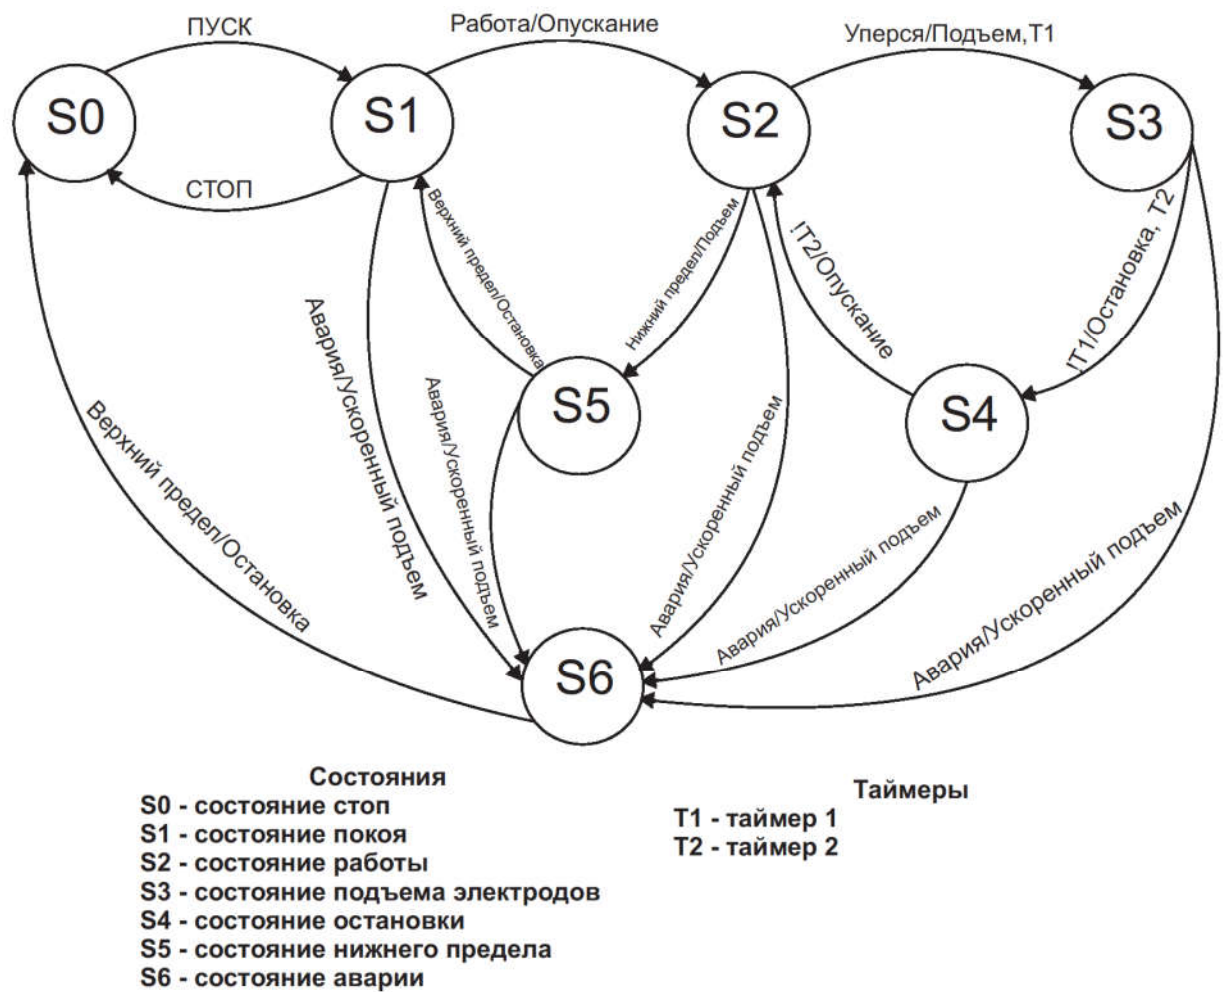 ПУСК
Работа/Опускание
Уперся/Подъем,Т1
S0
S1
S2
S3
СТОП
Верхний предел/Остановка
Нижний предел/Подъем
!Т2/Опускание
!Т1/Остановка, Т2
Авария/Ускоренный подъем
Авария/Ускоренный подъем
S5
S4
Верхний предел/Остановка
Авария/Ускоренный подъем
Авария/Ускоренный подъем
Авария/Ускоренный подъем
S6
Состояния
S0 - состояние стоп
S1 - состояние покоя
S2 - состояние работы
S3 - состояние подъема электродов
S4 - состояние остановки
S5 - состояние нижнего предела
S6 - состояние аварии
Таймеры
Т1 - таймер 1
Т2 - таймер 2